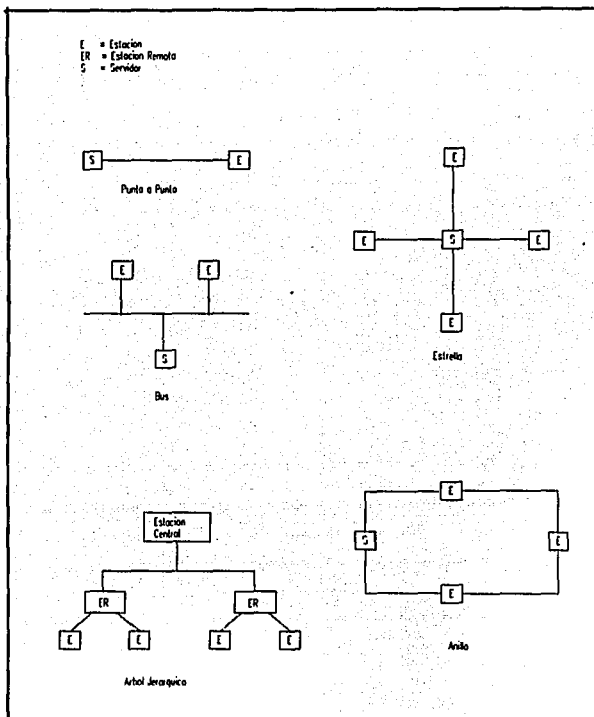 E = Estacion
ER = Estacion Remota
S = Servidor
S E
Punto a Punto
E
E S E
E
Estrella
E E
S
Bus
Estacion
Central
ER ER
E E E E
Arbol Jerarquico
E
S E
E
Anillo